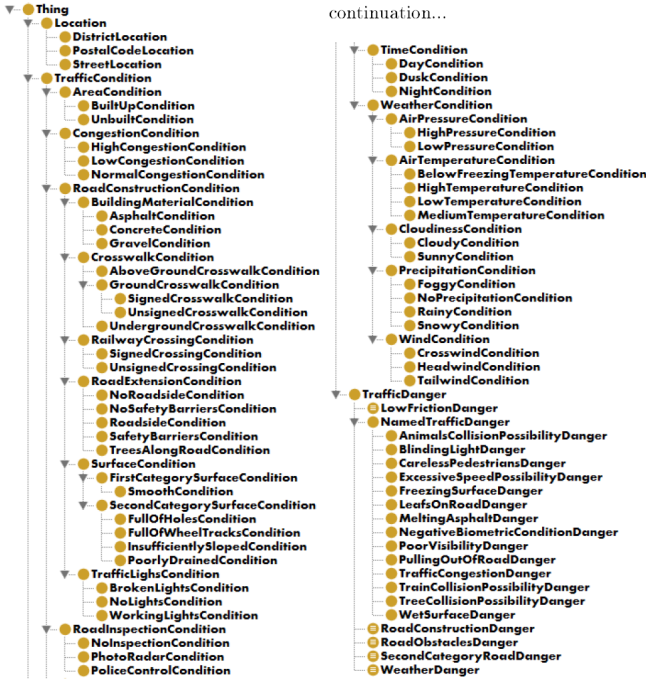 Thing
Location
DistrictLocation
PostalCodeLocation
StreetLocation
TrafficCondition
AreaCondition
BuiltUpCondition
UnbuiltCondition
CongestionCondition
HighCongestionCondition
LowCongestionCondition
NormalCongestionCondition
RoadConstructionCondition
BuildingMaterialCondition
AsphaltCondition
ConcreteCondition
GravelCondition
CrosswalkCondition
AboveGroundCrosswalkCondition
GroundCrosswalkCondition
SignedCrosswalkCondition
UnsignedCrosswalkCondition
UndergroundCrosswalkCondition
RailwayCrossingCondition
SignedCrossingCondition
UnsignedCrossingCondition
RoadExtensionCondition
NoRoadsideCondition
NoSafetyBarriersCondition
RoadsideCondition
SafetyBarriersCondition
TreesAlongRoadCondition
SurfaceCondition
FirstCategorySurfaceCondition
SmoothCondition
SecondCategorySurfaceCondition
FullOfHolesCondition
FullOfWheelTracksCondition
InsufficientlySlopedCondition
PoorlyDrainedCondition
TrafficLighsCondition
BrokenLightsCondition
NoLightsCondition
WorkingLightsCondition
RoadInspectionCondition
NoInspectionCondition
PhotoRadarCondition
PoliceControlCondition
continuation...
TimeCondition
DayCondition
DuskCondition
NightCondition
WeatherCondition
AirPressureCondition
HighPressureCondition
LowPressureCondition
AirTemperatureCondition
BelowFreezingTemperatureCondition
HighTemperatureCondition
LowTemperatureCondition
MediumTemperatureCondition
CloudinessCondition
CloudyCondition
SunnyCondition
PrecipitationCondition
FoggyCondition
NoPrecipitationCondition
RainyCondition
SnowyCondition
WindCondition
CrosswindCondition
HeadwindCondition
TailwindCondition
TrafficDanger
LowFrictionDanger
NamedTrafficDanger
AnimalsCollisionPossibilityDanger
BlindingLightDanger
CarelessPedestriansDanger
ExcessiveSpeedPossibilityDanger
FreezingSurfaceDanger
LeafsOnRoadDanger
MeltingAsphaltDanger
NegativeBiometricConditionDanger
PoorVisibilityDanger
PullingOutOfRoadDanger
TrafficCongestionDanger
TrainCollisionPossibilityDanger
TreeCollisionPossibilityDanger
WetSurfaceDanger
RoadConstructionDanger
RoadObstaclesDanger
SecondCategoryRoadDanger
WeatherDanger